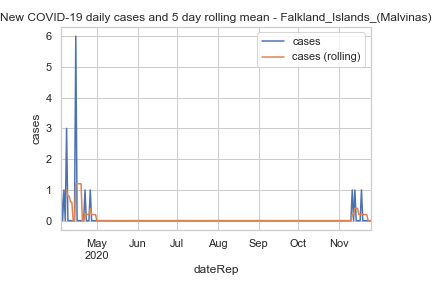 New COVID-19 daily cases and 5 day rolling mean - Falkland_Islands_(Malvinas)
cases
cases (rolling)
6
5
4
3
2
1
0
cases
May
2020
Jun
Jul
Aug
Sep
Oct
Nov
dateRep